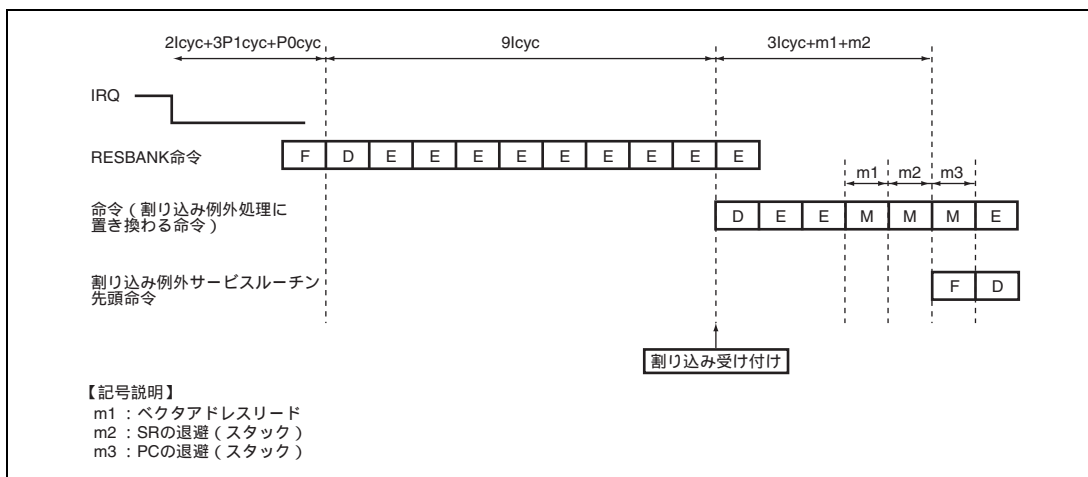 2Icyc+3P1cyc+P0cyc 9Icyc 3Icyc+m1+m2
IRQ
RESBANK命令 F D E E E E E E E E E
m1 m2 m3
命令（割り込み例外処理に
置き換わる命令） D E E M M M E
割り込み例外サービスルーチン
先頭命令 F D
割り込み受け付け
【記号説明】
m1 ：ベクタアドレスリード
m2 ：SRの退避（スタック）
m3 ：PCの退避（スタック）